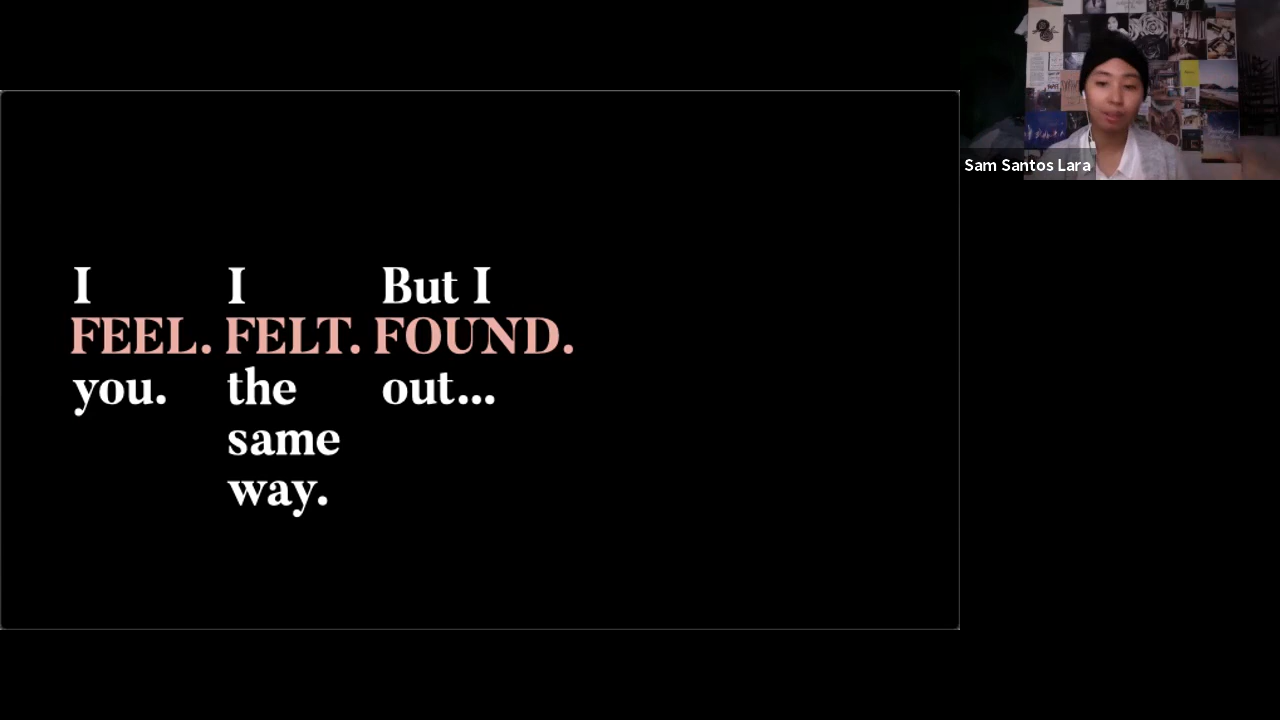 I I But I
FEEL. FELT. FOUND.
you. the out...
same
way.
Sam Santos Lara